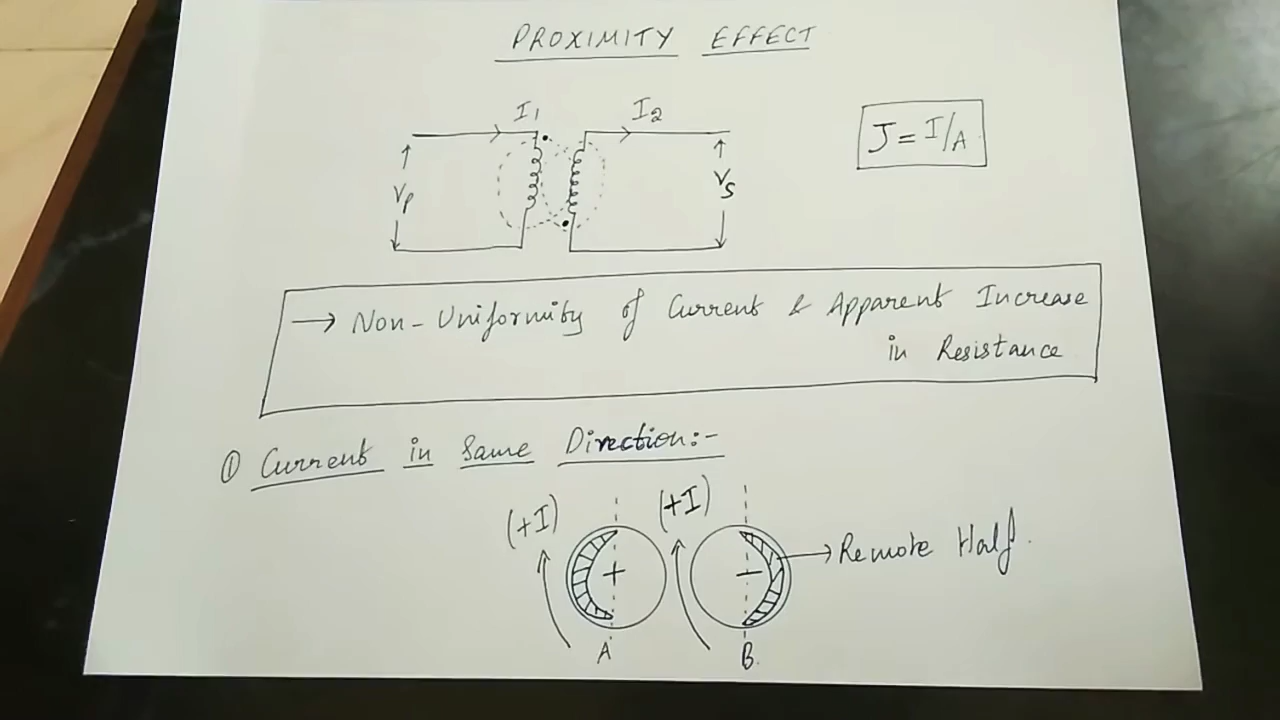 PROXIMITY EFFECT
I1 I2
J = I/A
Vp Vs
→ Non-Uniformity of Current & Apparent Increase
in Resistance
① Current in Same Direction:-
(+I) (+I)
+ → Remote Half.
A B.